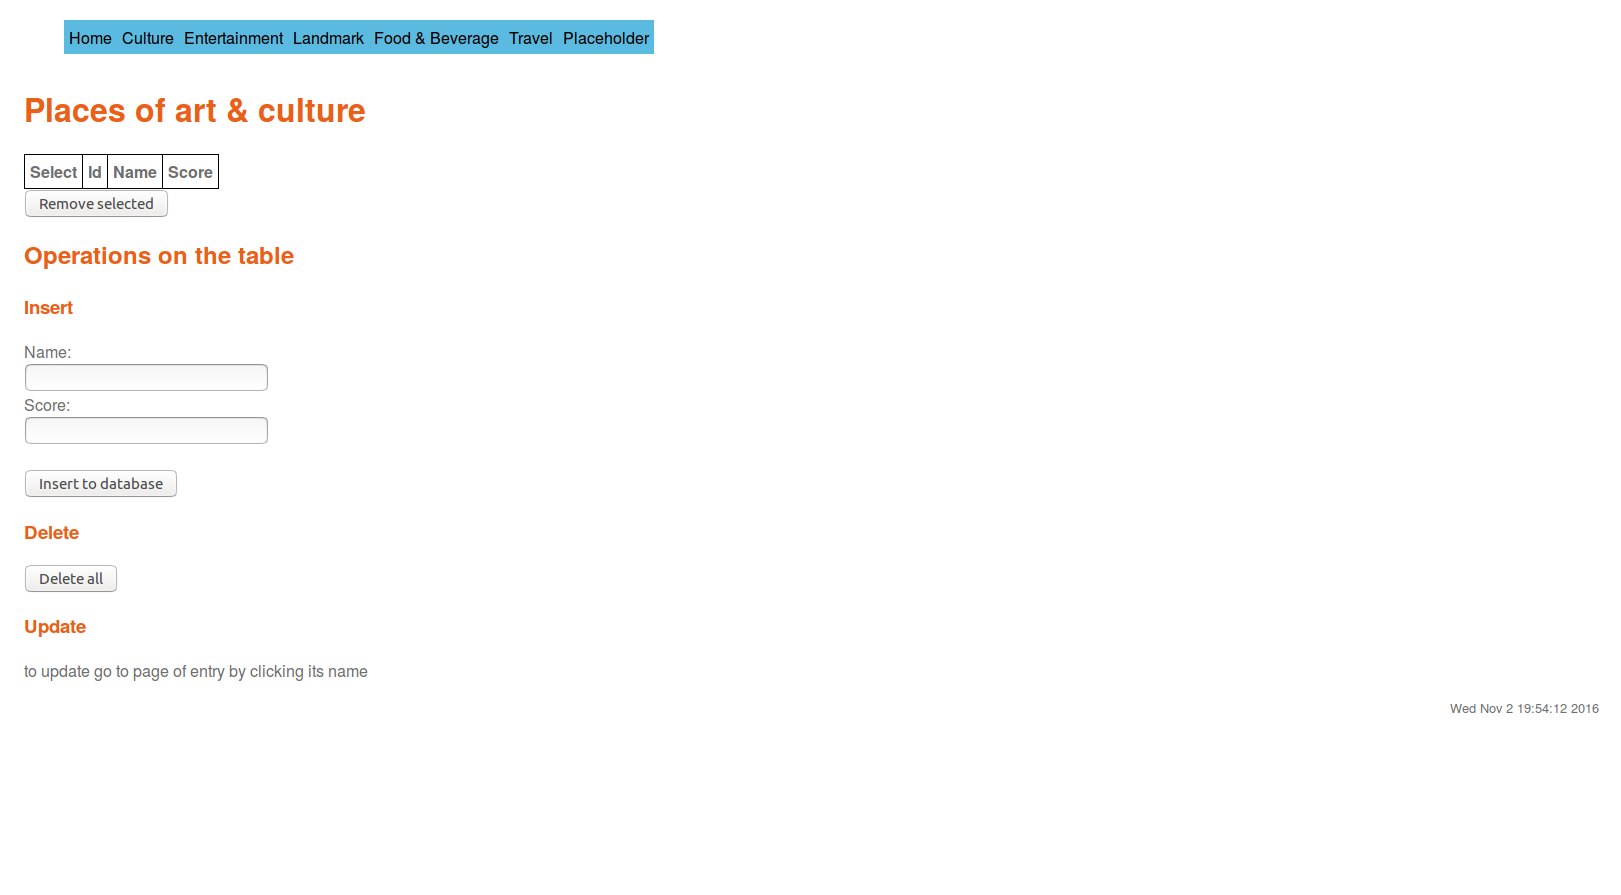 Home Culture Entertainment Landmark Food & Beverage Travel Placeholder
Places of art & culture
Select Id Name Score
Remove selected
Operations on the table
Insert
Name:
Score:
Insert to database
Delete
Delete all
Update
to update go to page of entry by clicking its name
Wed Nov 2 19:54:12 2016